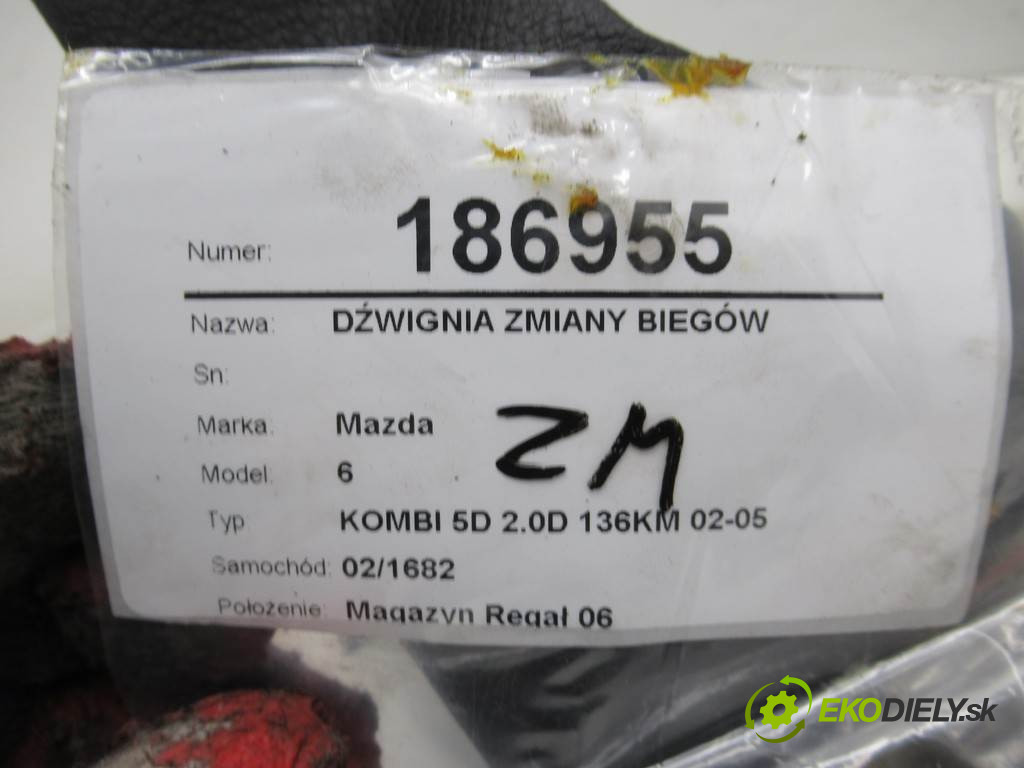 Numer: 186955
Nazwa: DŹWIGNIA ZMIANY BIEGÓW
Sn:
Marka: Mazda
ZM
Model: 6
Typ KOMBI 5D 2.0D 136KM 02-05
Samochód: 02/1682
Położenie: Magazyn Regał 06
EKODIELY.sk